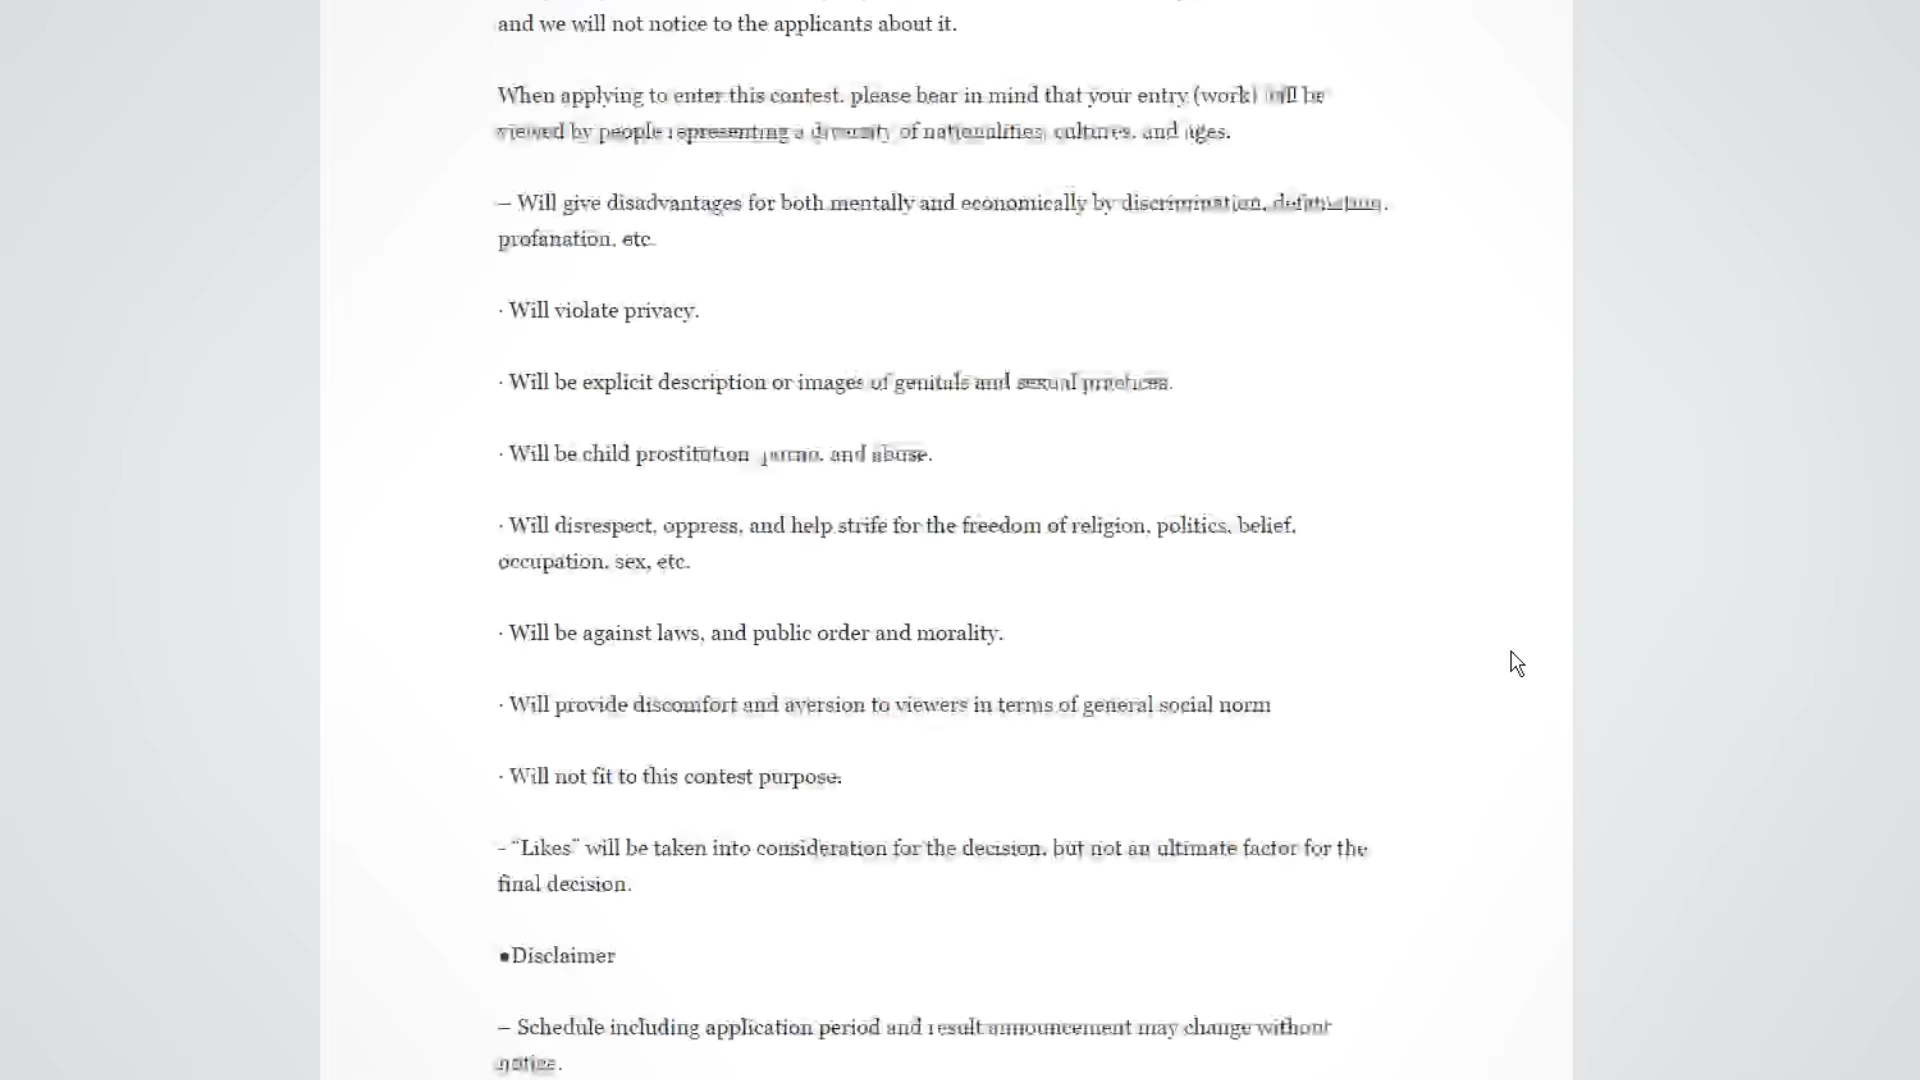 and we will not notice to the applicants about it.
When applying to enter this contest, please bear in mind that your entry (work) will be
viewed by people representing a diversity of nationalities, cultures, and ages.
– Will give disadvantages for both mentally and economically by discrimination,
profanation, etc.
· Will violate privacy.
· Will be explicit description or images of genitals and sexual practices.
· Will be child prostitution, porno, and abuse.
· Will disrespect, oppress, and help strife for the freedom of religion, politics, belief,
occupation, sex, etc.
· Will be against laws, and public order and morality.
· Will provide discomfort and aversion to viewers in terms of general social norm
· Will not fit to this contest purpose.
- “Likes” will be taken into consideration for the decision, but not an ultimate factor for the
final decision.
●Disclaimer
– Schedule including application period and result announcement may change without
notice.